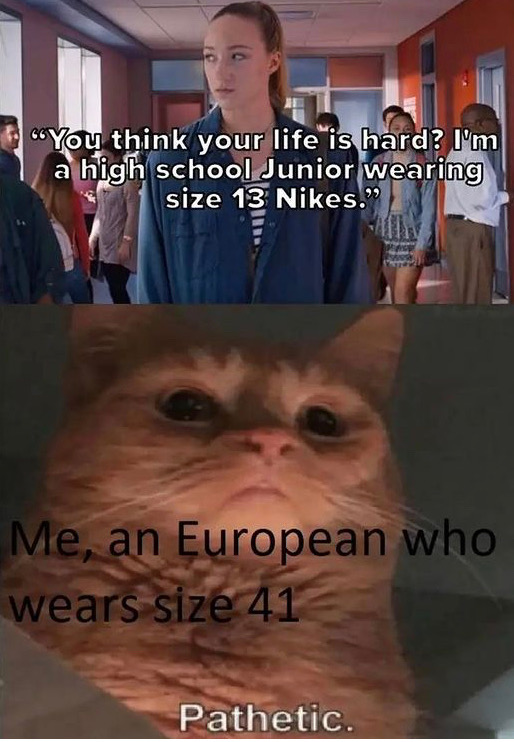 “You think your life is hard? I'm
a high school Junior wearing
size 13 Nikes.”
Me, an European who
wears size 41
Pathetic.